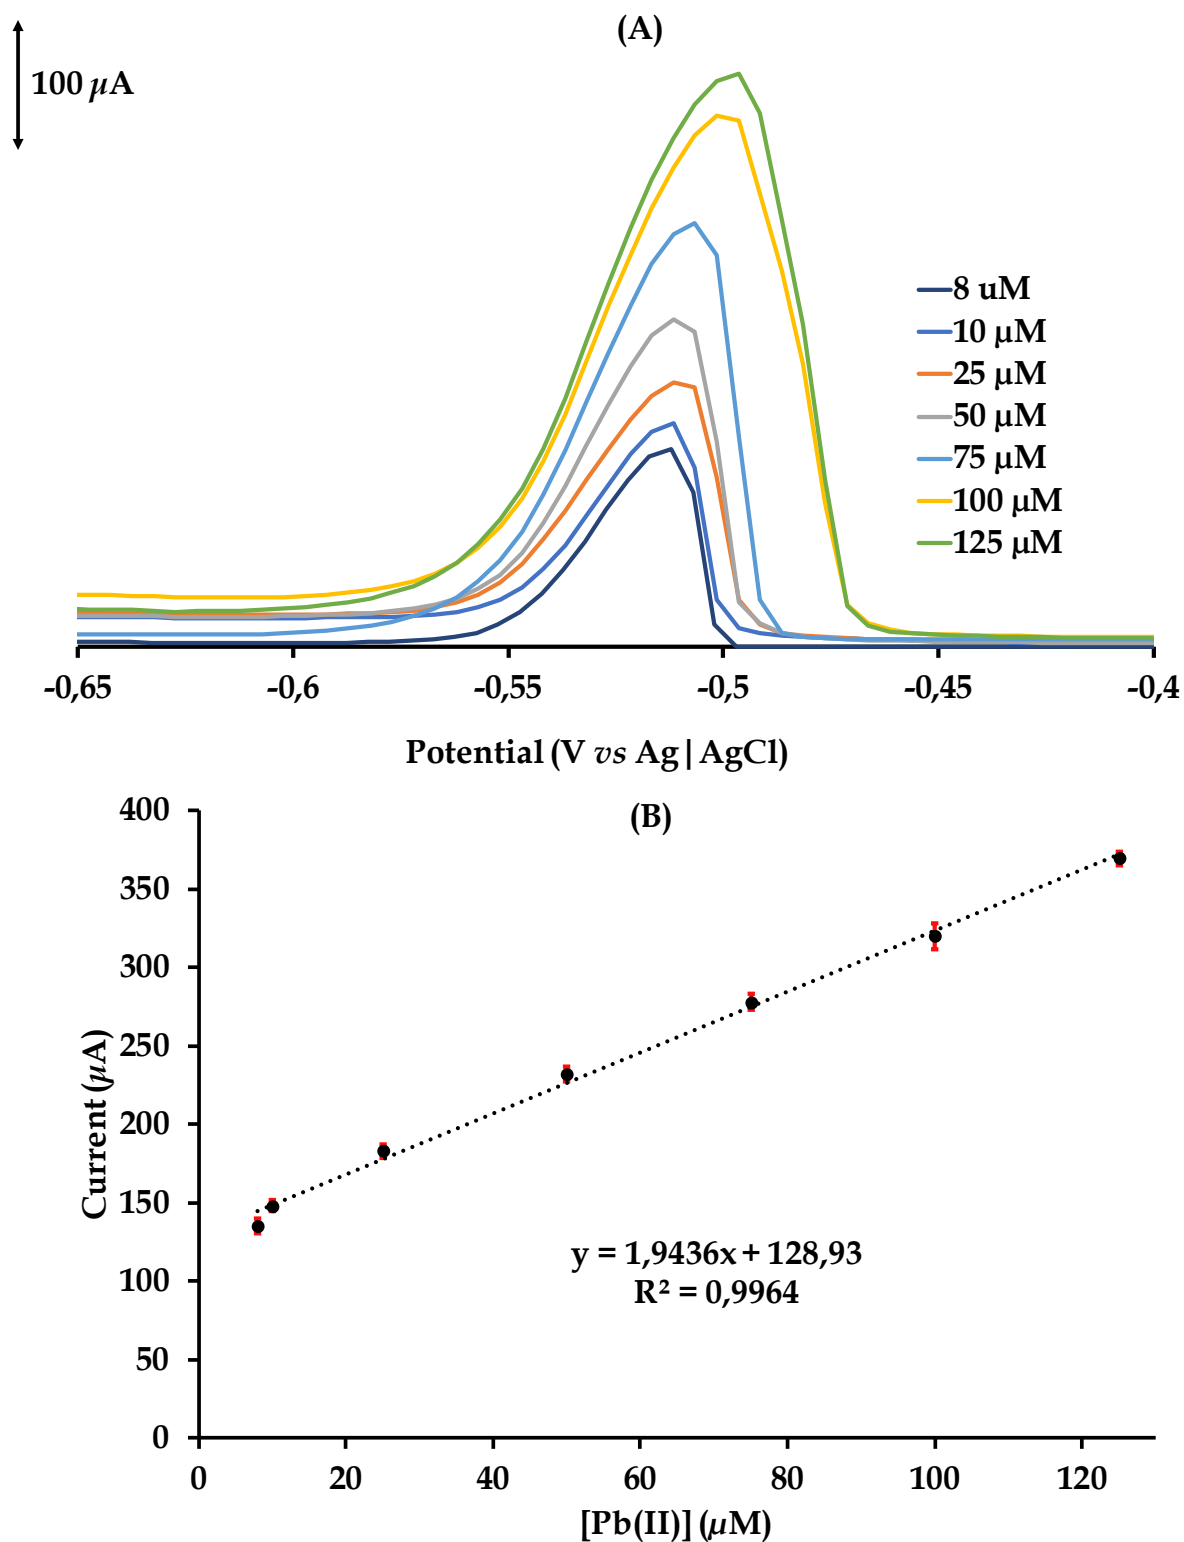 (A)
100 µA
8 uM
10 µM
25 µM
50 µM
75 µM
100 µM
125 µM
-0,65 -0,6 -0,55 -0,5 -0,45 -0,4
Potential (V vs Ag|AgCl)
(B)
400
350
300
250
200
150
100
50
0
Current (µA)
y = 1,9436x + 128,93
R² = 0,9964
0 20 40 60 80 100 120
[Pb(II)] (µM)